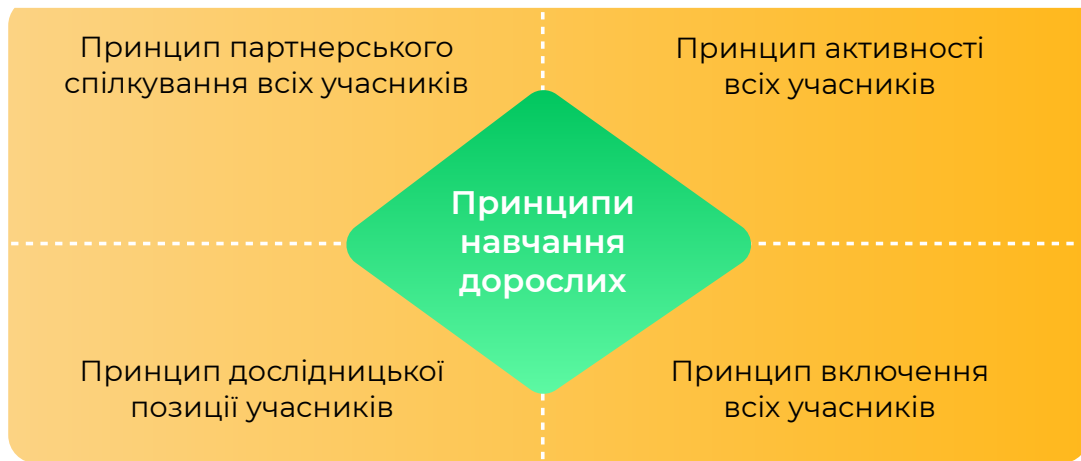 Принцип партнерського
спілкування всіх учасників
Принцип активності
всіх учасників
Принципи
навчання
дорослих
Принцип дослідницької
позиції учасників
Принцип включення
всіх учасників